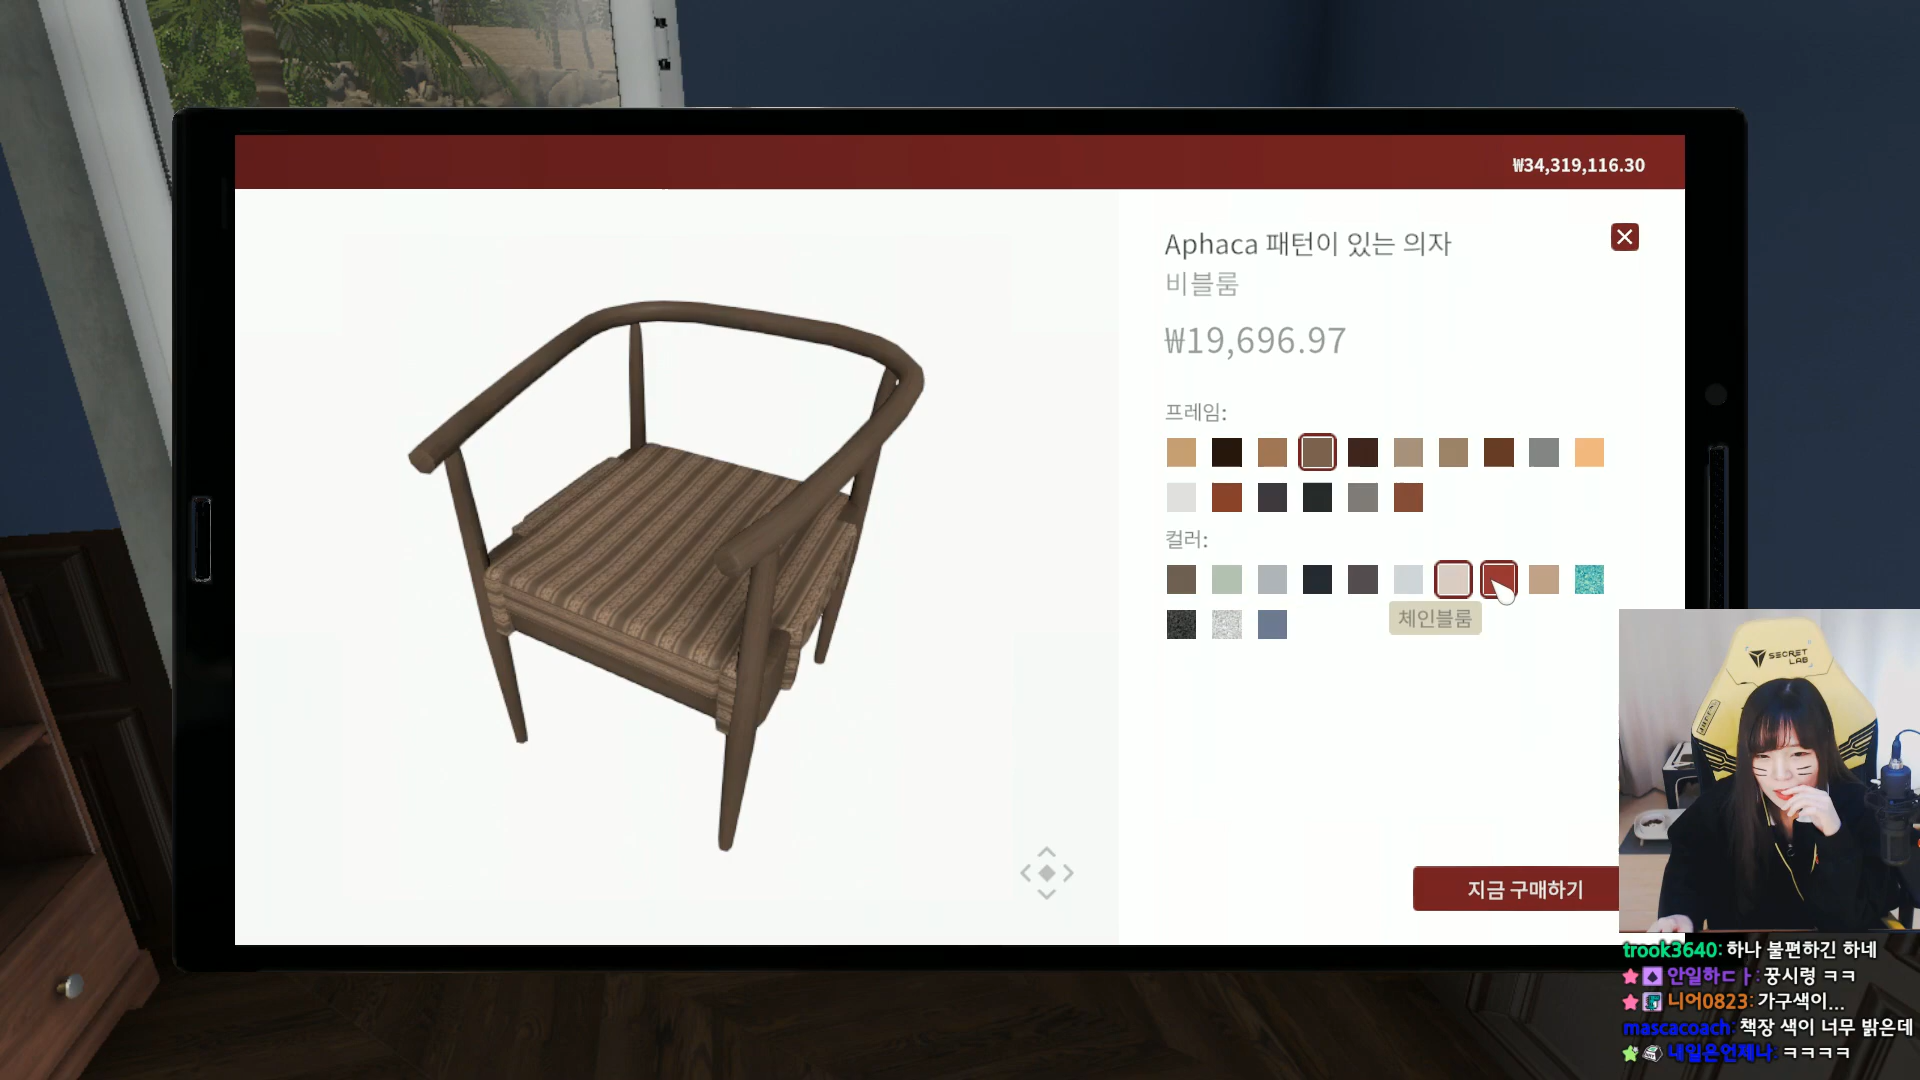 ₩34,319,116.30
Aphaca 패턴이 있는 의자
비블룸
₩19,696.97
프레임:
컬러:
체인블룸
지금 구매하기
SECRET
LAB
trook3640: 하나 불편하긴 하네
안일하ㄷㅏ: 꿍시렁 ㅋㅋ
니어0823: 가구색이...
mascacoach: 책장 색이 너무 밝은데
내일은언제나: ㅋㅋㅋㅋ